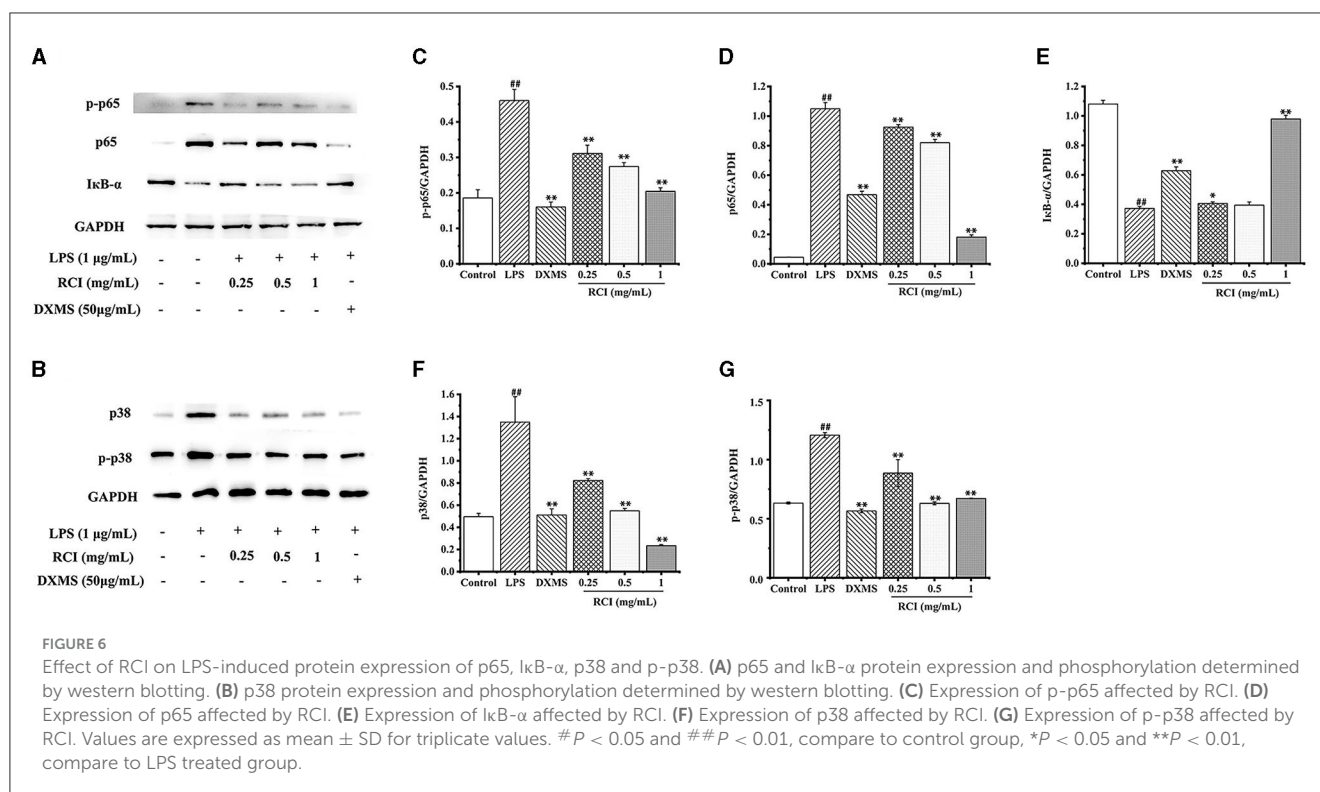 A
p-p65
p65
IκB-α
GAPDH
LPS (1 μg/mL) - - + + + +
RCI (mg/mL) - - 0.25 0.5 1 -
DXMS (50μg/mL) - - - - - +
B
p38
p-p38
GAPDH
LPS (1 μg/mL) - + + + + +
RCI (mg/mL) - - 0.25 0.5 1 -
DXMS (50μg/mL) - - - - - +
C
p-p65/GAPDH
0.5
0.4
0.3
0.2
0.1
0.0
##
**
**
**
**
Control LPS DXMS 0.25 0.5 1
RCI (mg/mL)
D
p65/GAPDH
1.2
1.0
0.8
0.6
0.4
0.2
0.0
##
**
**
**
**
Control LPS DXMS 0.25 0.5 1
RCI (mg/mL)
E
IκB-α/GAPDH
1.2
1.0
0.8
0.6
0.4
0.2
0.0
##
**
*
**
Control LPS DXMS 0.25 0.5 1
RCI (mg/mL)
F
p38/GAPDH
1.6
1.4
1.2
1.0
0.8
0.6
0.4
0.2
0.0
##
**
**
**
**
Control LPS DXMS 0.25 0.5 1
RCI (mg/mL)
G
p-p38/GAPDH
1.5
1.0
0.5
0.0
##
**
**
**
**
Control LPS DXMS 0.25 0.5 1
RCI (mg/mL)
FIGURE 6
Effect of RCI on LPS-induced protein expression of p65, IκB-α, p38 and p-p38. (A) p65 and IκB-α protein expression and phosphorylation determined
by western blotting. (B) p38 protein expression and phosphorylation determined by western blotting. (C) Expression of p-p65 affected by RCI. (D)
Expression of p65 affected by RCI. (E) Expression of IκB-α affected by RCI. (F) Expression of p38 affected by RCI. (G) Expression of p-p38 affected by
RCI. Values are expressed as mean ± SD for triplicate values. #P < 0.05 and ##P < 0.01, compare to control group, *P < 0.05 and **P < 0.01,
compare to LPS treated group.